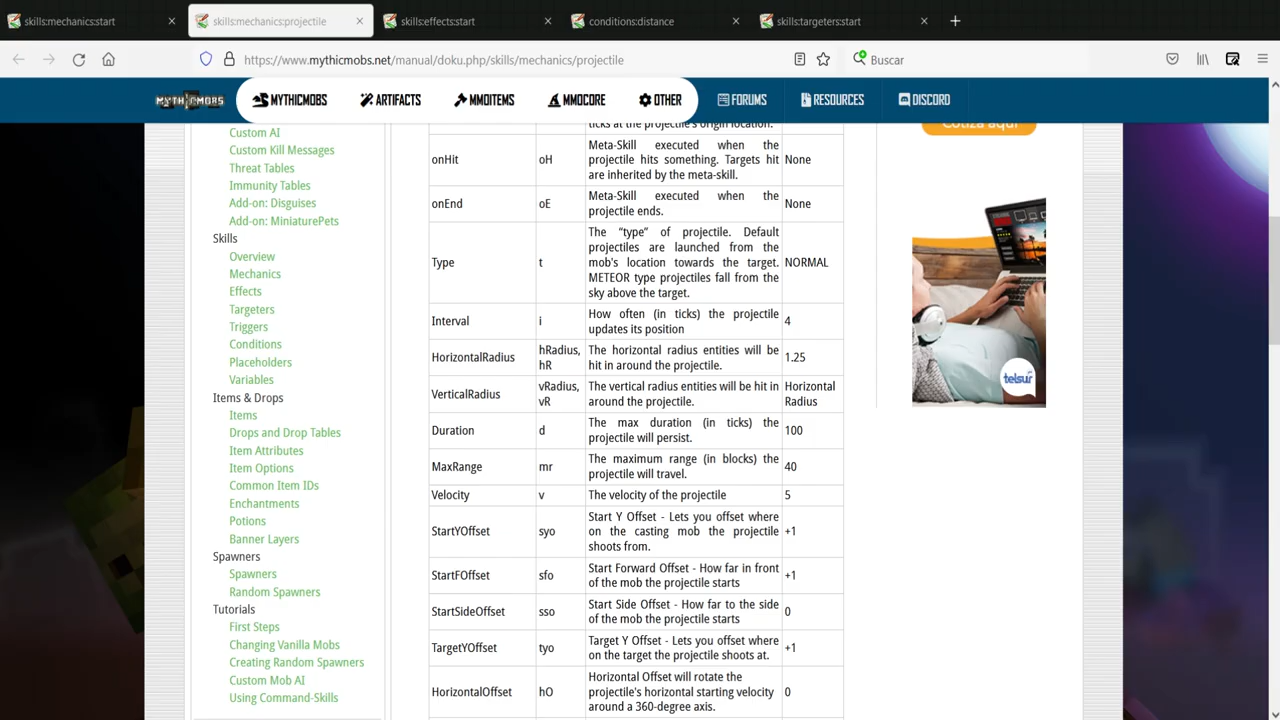 skills:mechanics:start
skills:mechanics:projectile
skills:effects:start
conditions:distance
skills:targeters:start
https://www.mythicmobs.net/manual/doku.php/skills/mechanics/projectile
Buscar
MYTHICMOBS
MYTHICMOBS
ARTIFACTS
MMOITEMS
MMOCORE
OTHER
FORUMS
RESOURCES
DISCORD
Custom AI
Custom Kill Messages
Threat Tables
Immunity Tables
Add-on: Disguises
Add-on: MiniaturePets
Skills
Overview
Mechanics
Effects
Targeters
Triggers
Conditions
Placeholders
Variables
Items & Drops
Items
Drops and Drop Tables
Item Attributes
Item Options
Common Item IDs
Enchantments
Potions
Banner Layers
Spawners
Spawners
Random Spawners
Tutorials
First Steps
Changing Vanilla Mobs
Creating Random Spawners
Custom Mob AI
Using Command-Skills
ticks at the projectile's origin location.
onHit
oH
Meta-Skill executed when the
projectile hits something. Targets hit
are inherited by the meta-skill.
None
onEnd
oE
Meta-Skill executed when the
projectile ends.
None
Type
t
The “type” of projectile. Default
projectiles are launched from the
mob's location towards the target.
METEOR type projectiles fall from the
sky above the target.
NORMAL
Interval
i
How often (in ticks) the projectile
updates its position
4
HorizontalRadius
hRadius,
hR
The horizontal radius entities will be
hit in around the projectile.
1.25
VerticalRadius
vRadius,
vR
The vertical radius entities will be hit in
around the projectile.
Horizontal
Radius
Duration
d
The max duration (in ticks) the
projectile will persist.
100
MaxRange
mr
The maximum range (in blocks) the
projectile will travel.
40
Velocity
v
The velocity of the projectile
5
StartYOffset
syo
Start Y Offset - Lets you offset where
on the casting mob the projectile
shoots from.
+1
StartFOffset
sfo
Start Forward Offset - How far in front
of the mob the projectile starts
+1
StartSideOffset
sso
Start Side Offset - How far to the side
of the mob the projectile starts
0
TargetYOffset
tyo
Target Y Offset - Lets you offset where
on the target the projectile shoots at.
+1
HorizontalOffset
hO
Horizontal Offset will rotate the
projectile's horizontal starting velocity
around a 360-degree axis.
0
Cotiza aquí
telsur